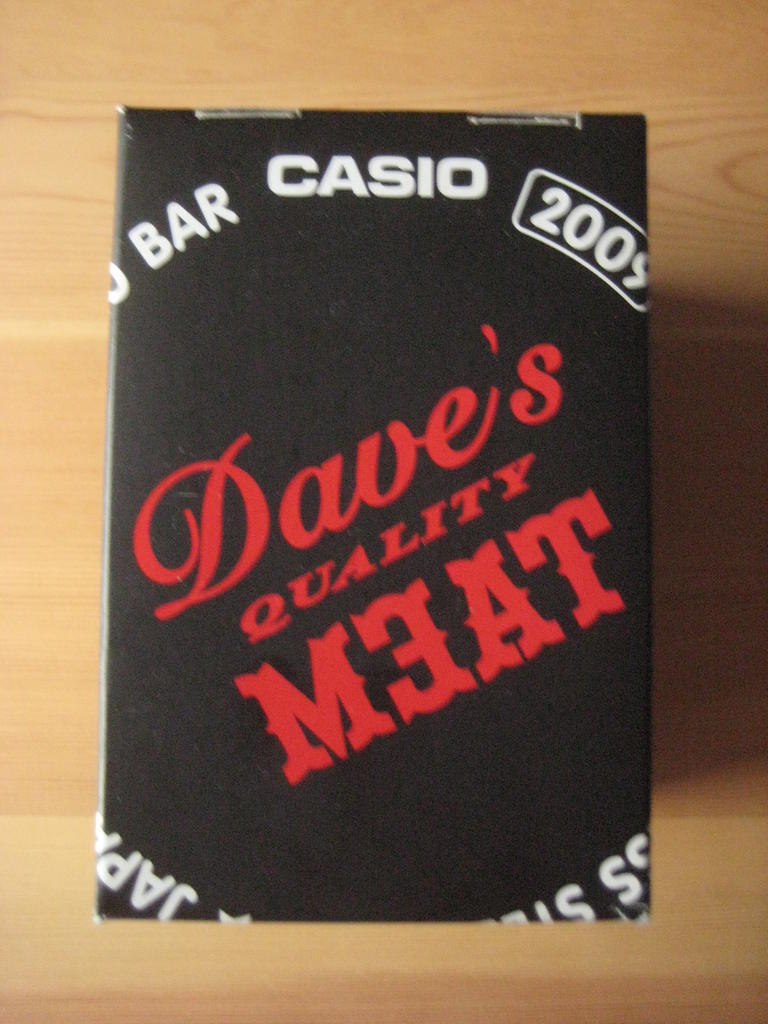 BAR
CASIO
2009
Dave's
QUALITY
MEAT